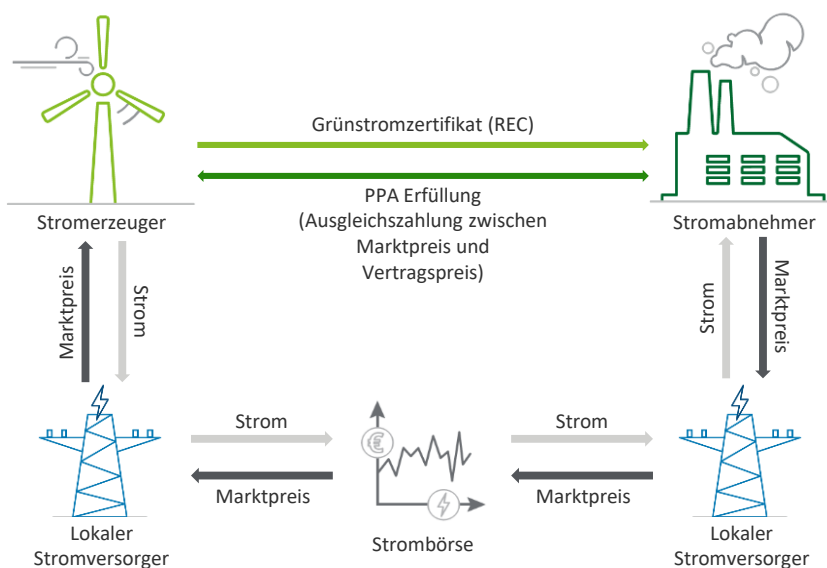 Grünstromzertifikat (REC)
PPA Erfüllung
(Ausgleichszahlung zwischen
Marktpreis und
Vertragspreis)
Stromerzeuger
Stromabnehmer
Marktpreis
Strom
Strom
Marktpreis
Strom
Marktpreis
Strom
Marktpreis
€
Lokaler
Stromversorger
Strombörse
Lokaler
Stromversorger